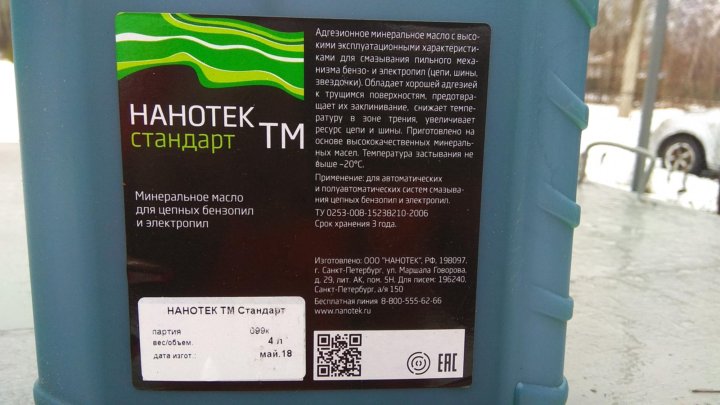 НАНОТЕК
стандарт ТМ
Минеральное масло
для цепных бензопил
и электропил
Адгезионное минеральное масло с высо-
кими эксплуатационными характеристи-
ками для смазывания пильного меха-
низма бензо- и электропил (цепи, шины,
звездочки). Обладает хорошей адгезией
к трущимся поверхностям, предотвра-
щает их заклинивание, снижает темпе-
ратуру в зоне трения, увеличивает
ресурс цепи и шины. Приготовлено на
основе высококачественных минераль-
ных масел. Температура застывания не
выше -20°С.
Применение: для автоматических
и полуавтоматических систем смазыва-
ния цепных бензопил и электропил.
ТУ 0253-008-15238210-2006
Срок хранения 3 года.
Изготовлено: ООО "НАНОТЕК", РФ, 198097,
г. Санкт-Петербург, ул. Маршала Говорова,
д. 29, лит. АК, пом. 5Н. Для писем: 196240,
Санкт-Петербург, а/я 150
Бесплатная линия 8-800-555-62-66
www.nanotek.ru
НАНОТЕК ТМ Стандарт
партия 099к
вес/объем. 4 л
дата изгот.: май.18
ЕАС